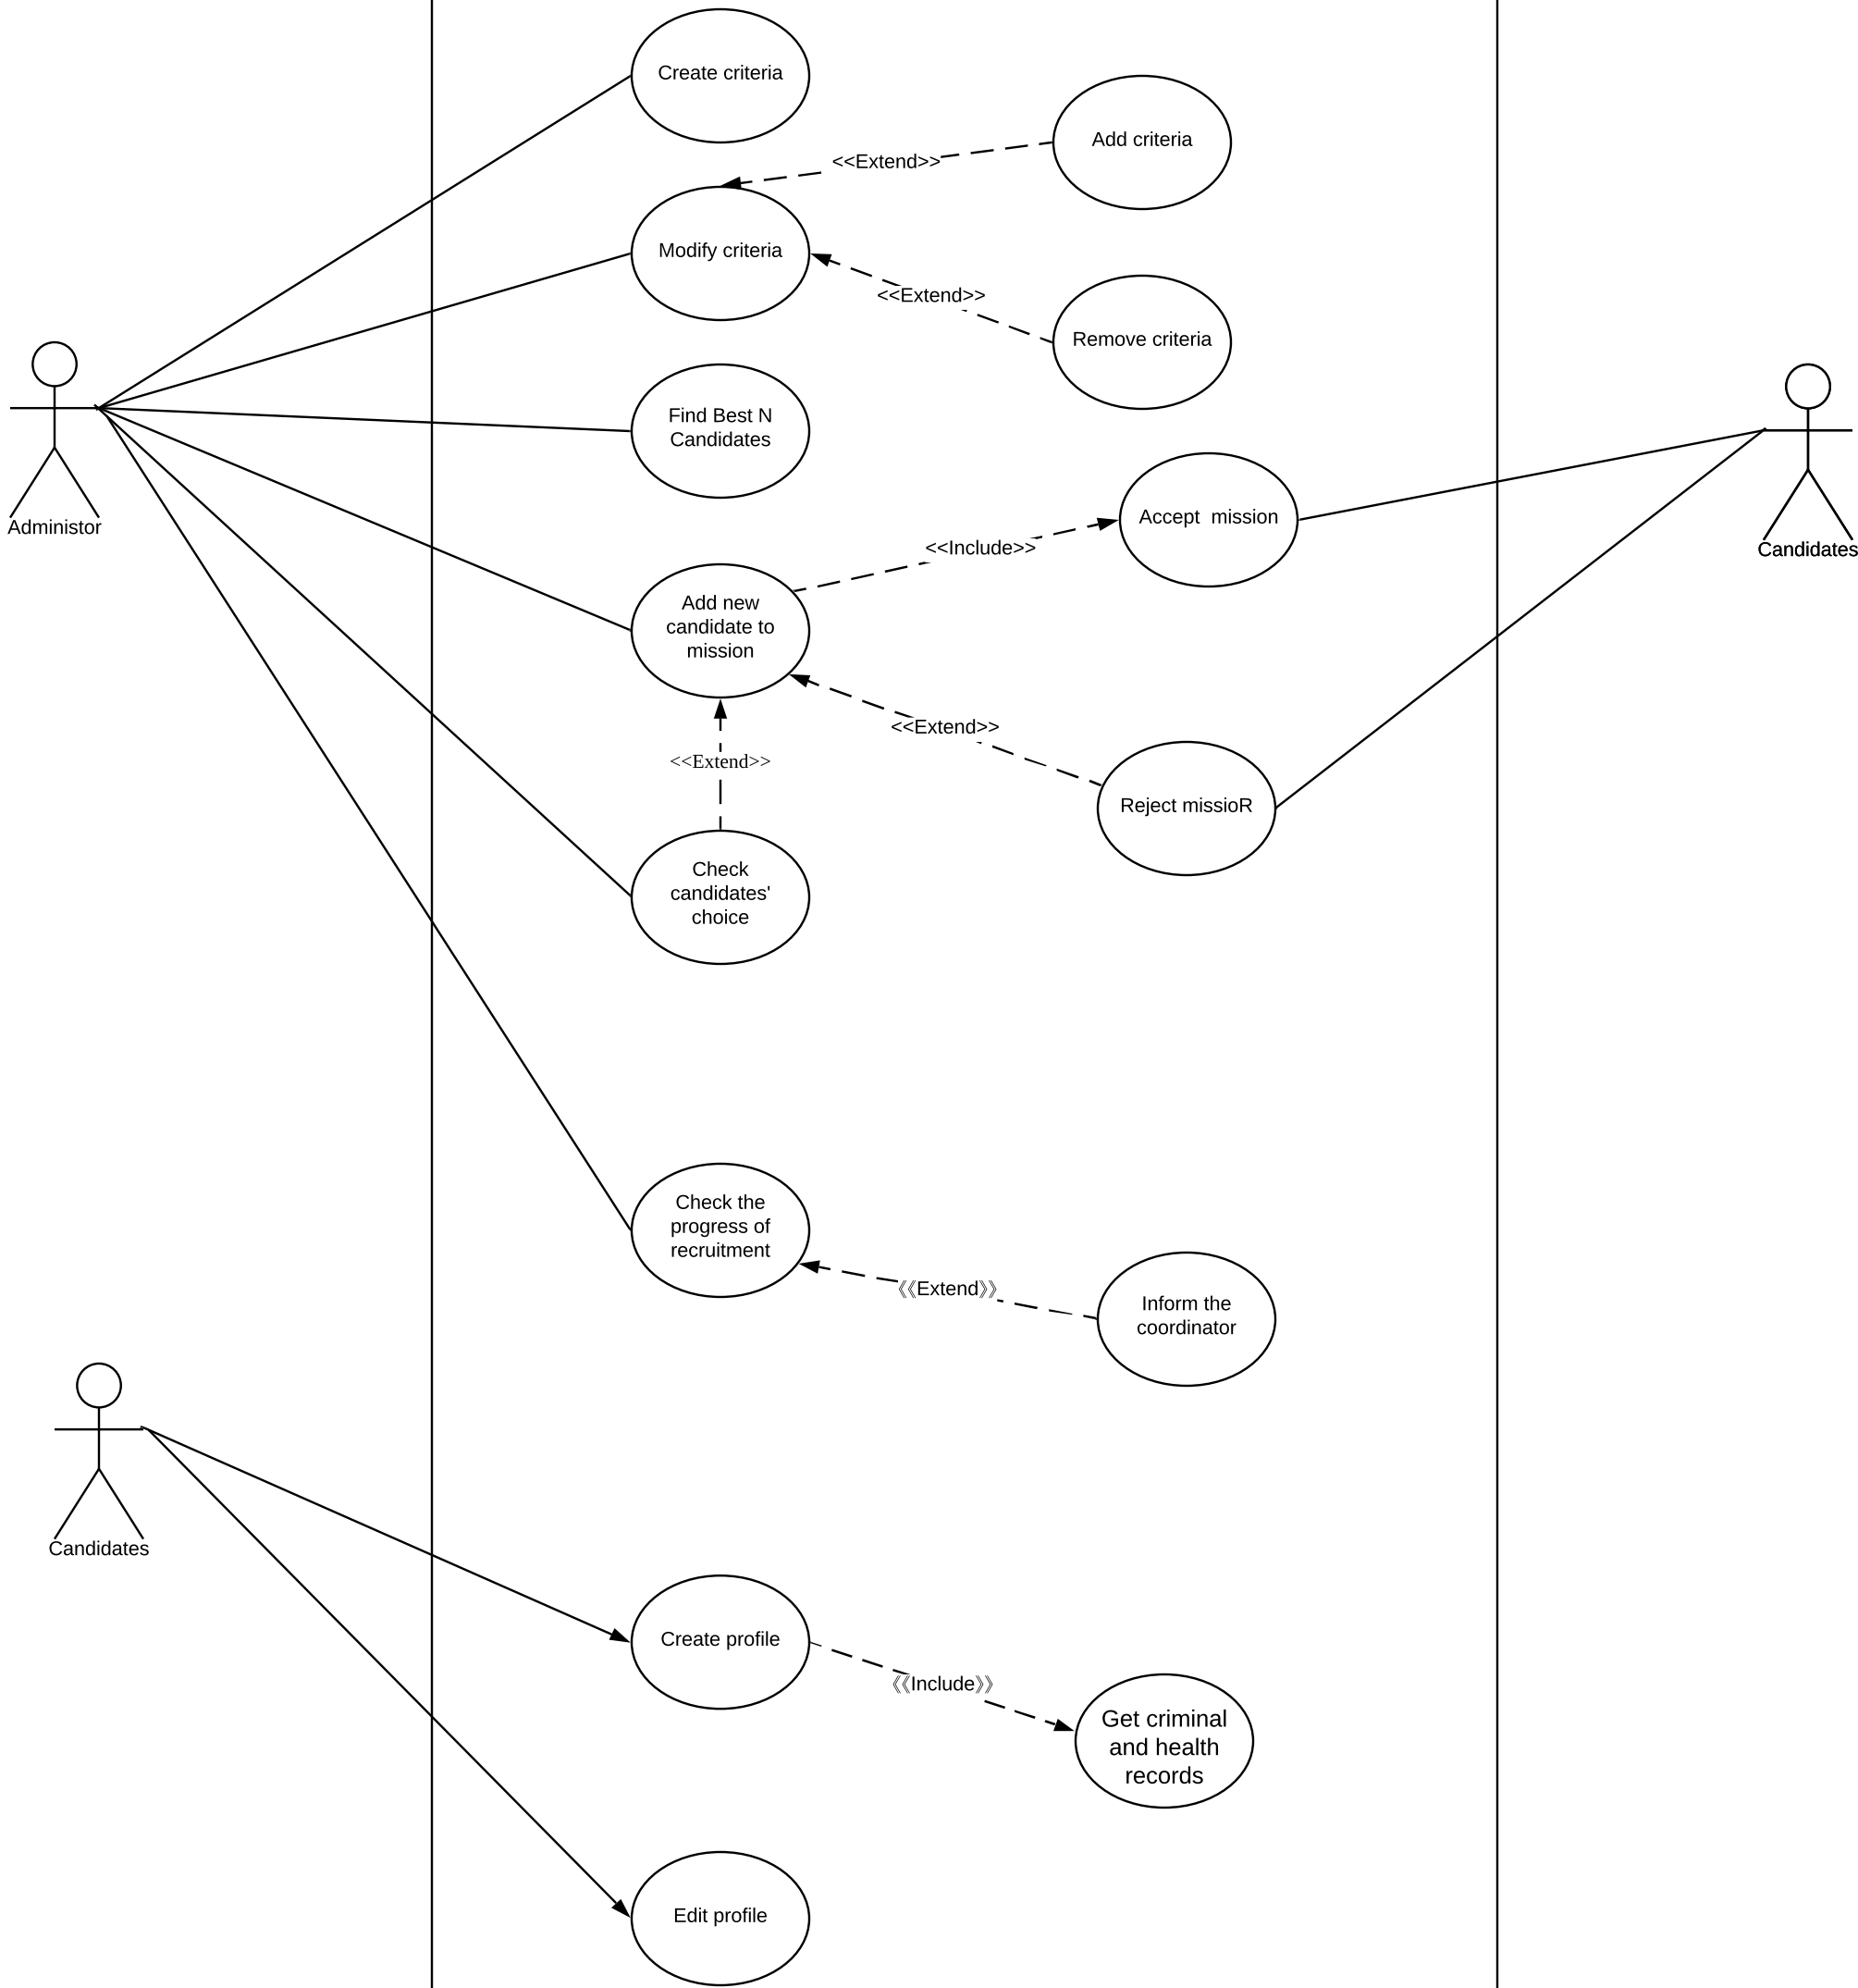 Create criteria
Add criteria
<<Extend>>
Modify criteria
<<Extend>>
Remove criteria
Find Best N
Candidates
Administor
Accept  mission
Candidates
<<Include>>
Add new
candidate to
mission
<<Extend>>
<<Extend>>
Reject missioR
Check
candidates'
choice
Check the
progress of
recruitment
《《Extend》》
Inform the
coordinator
Candidates
Create profile
《《Include》》
Get criminal
and health
records
Edit profile